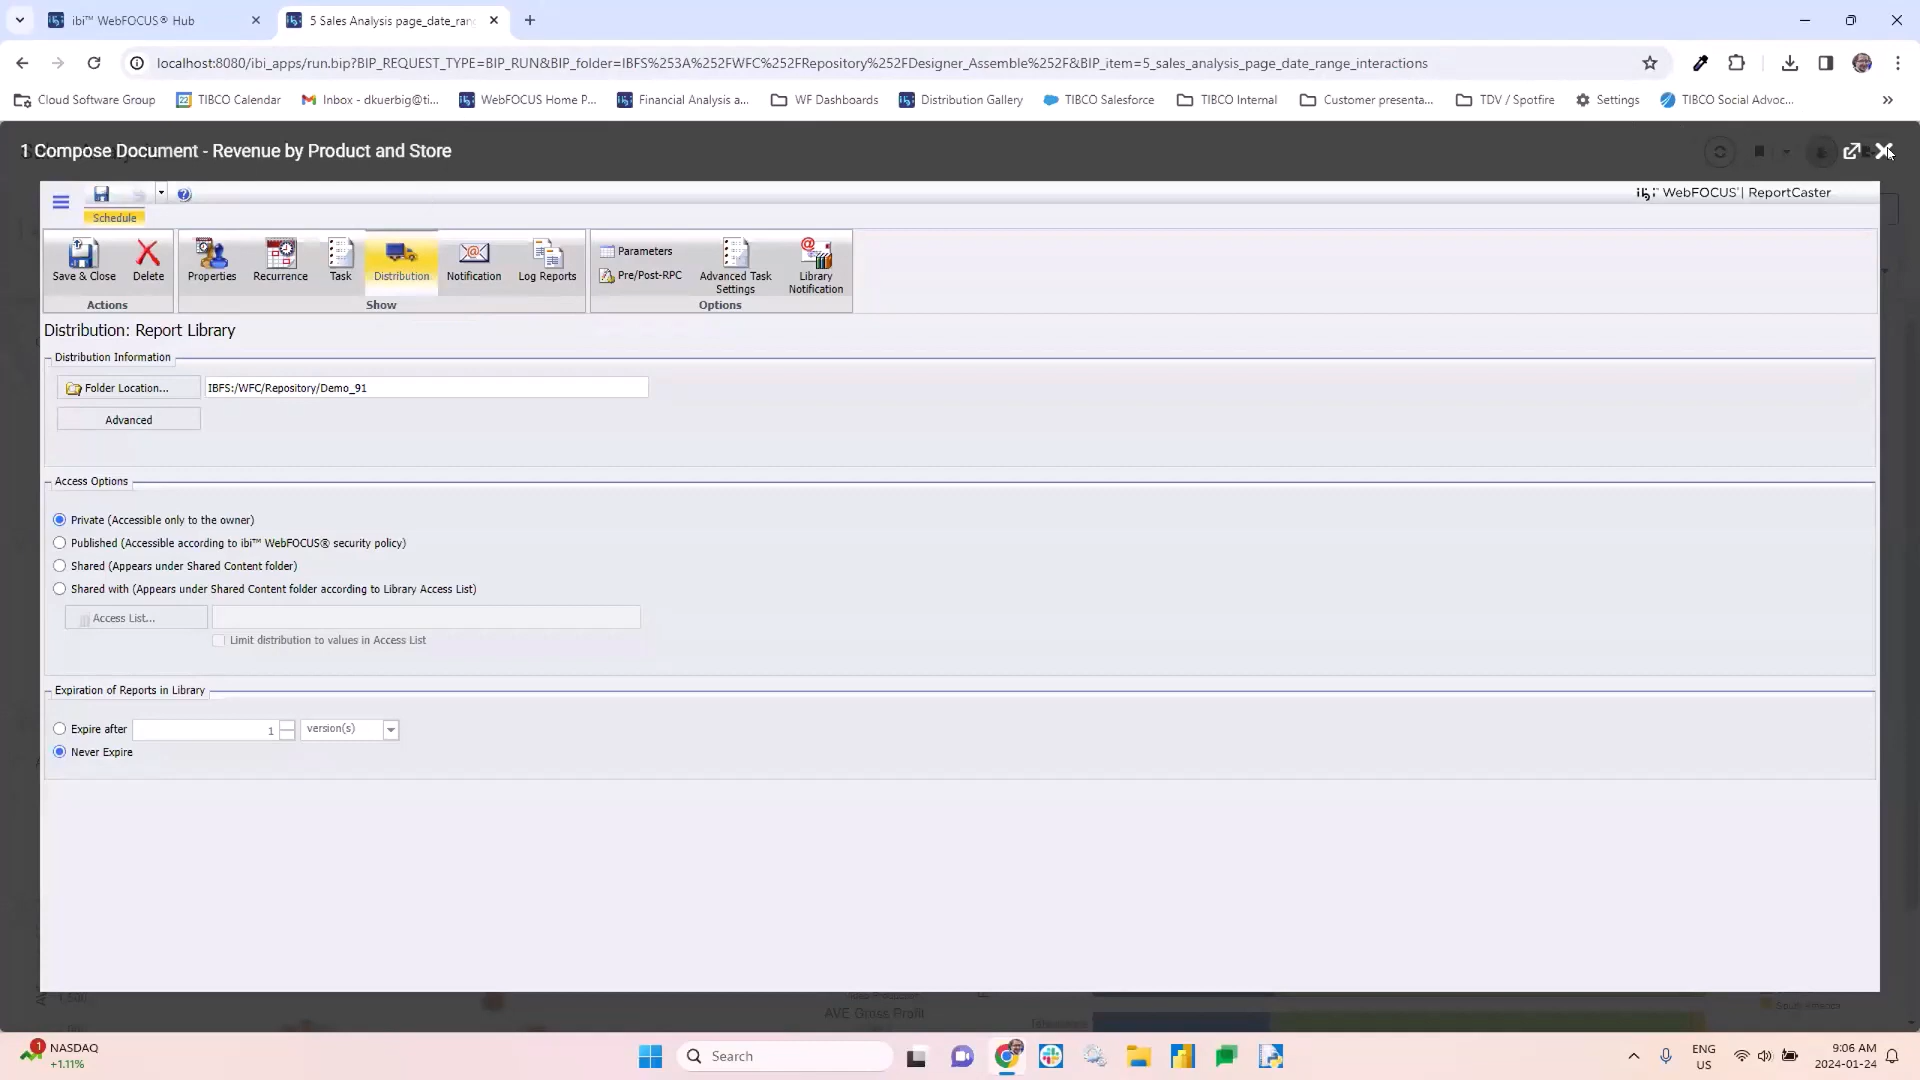 ibi™ WebFOCUS® Hub
5 Sales Analysis page_date_ran
localhost:8080/ibi_apps/run.bip?BIP_REQUEST_TYPE=BIP_RUN&BIP_folder=IBFS%253A%252FWFC%252FRepository%252FDesigner_Assemble%252F&BIP_item=5_sales_analysis_page_date_range_interactions
Cloud Software Group
TIBCO Calendar
Inbox - dkuerbig@ti...
WebFOCUS Home P...
Financial Analysis a...
WF Dashboards
Distribution Gallery
TIBCO Salesforce
TIBCO Internal
Customer presenta...
TDV / Spotfire
Settings
TIBCO Social Advoc...
1 Compose Document - Revenue by Product and Store
ibi™ WebFOCUS® | ReportCaster
Schedule
Save & Close
Delete
Properties
Recurrence
Task
Distribution
Notification
Log Reports
Parameters
Pre/Post-RPC
Advanced Task
Settings
Library
Notification
Actions
Show
Options
Distribution: Report Library
Distribution Information
Folder Location...
IBFS:/WFC/Repository/Demo_91
Advanced
Access Options
Private (Accessible only to the owner)
Published (Accessible according to ibi™ WebFOCUS® security policy)
Shared (Appears under Shared Content folder)
Shared with (Appears under Shared Content folder according to Library Access List)
Access List...
Limit distribution to values in Access List
Expiration of Reports in Library
Expire after
1
version(s)
Never Expire
AVE Gross Profit
South America
1
NASDAQ
+1.11%
Search
ENG
US
9:06 AM
2024-01-24